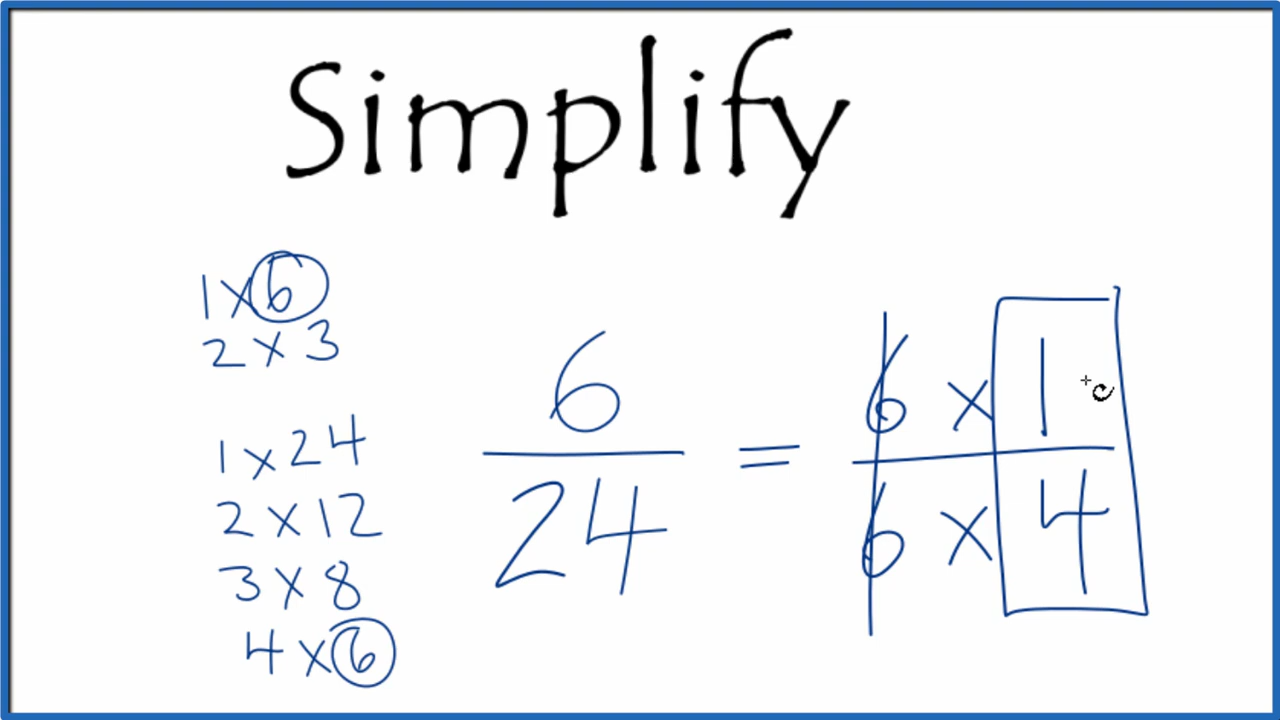 Simplify
1 x 6
2 x 3
1 x 24
2 x 12
3 x 8
4 x 6
6/24 = 6 x 1/6 x 4